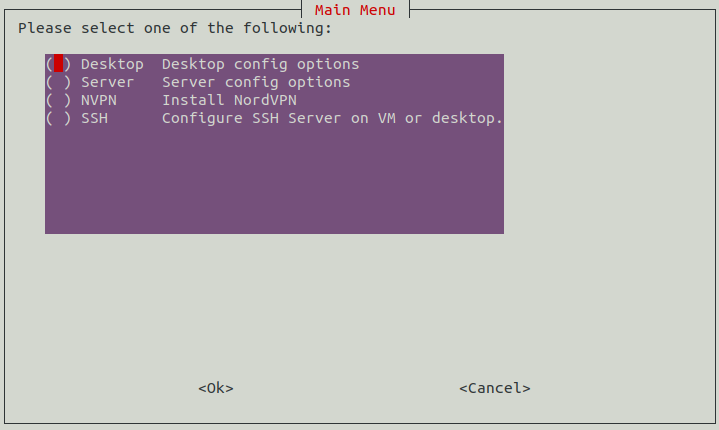 Main Menu
Please select one of the following:
( ) Desktop  Desktop config options
( ) Server   Server config options
( ) NVPN     Install NordVPN
( ) SSH      Configure SSH Server on VM or desktop.
<Ok>                         <Cancel>